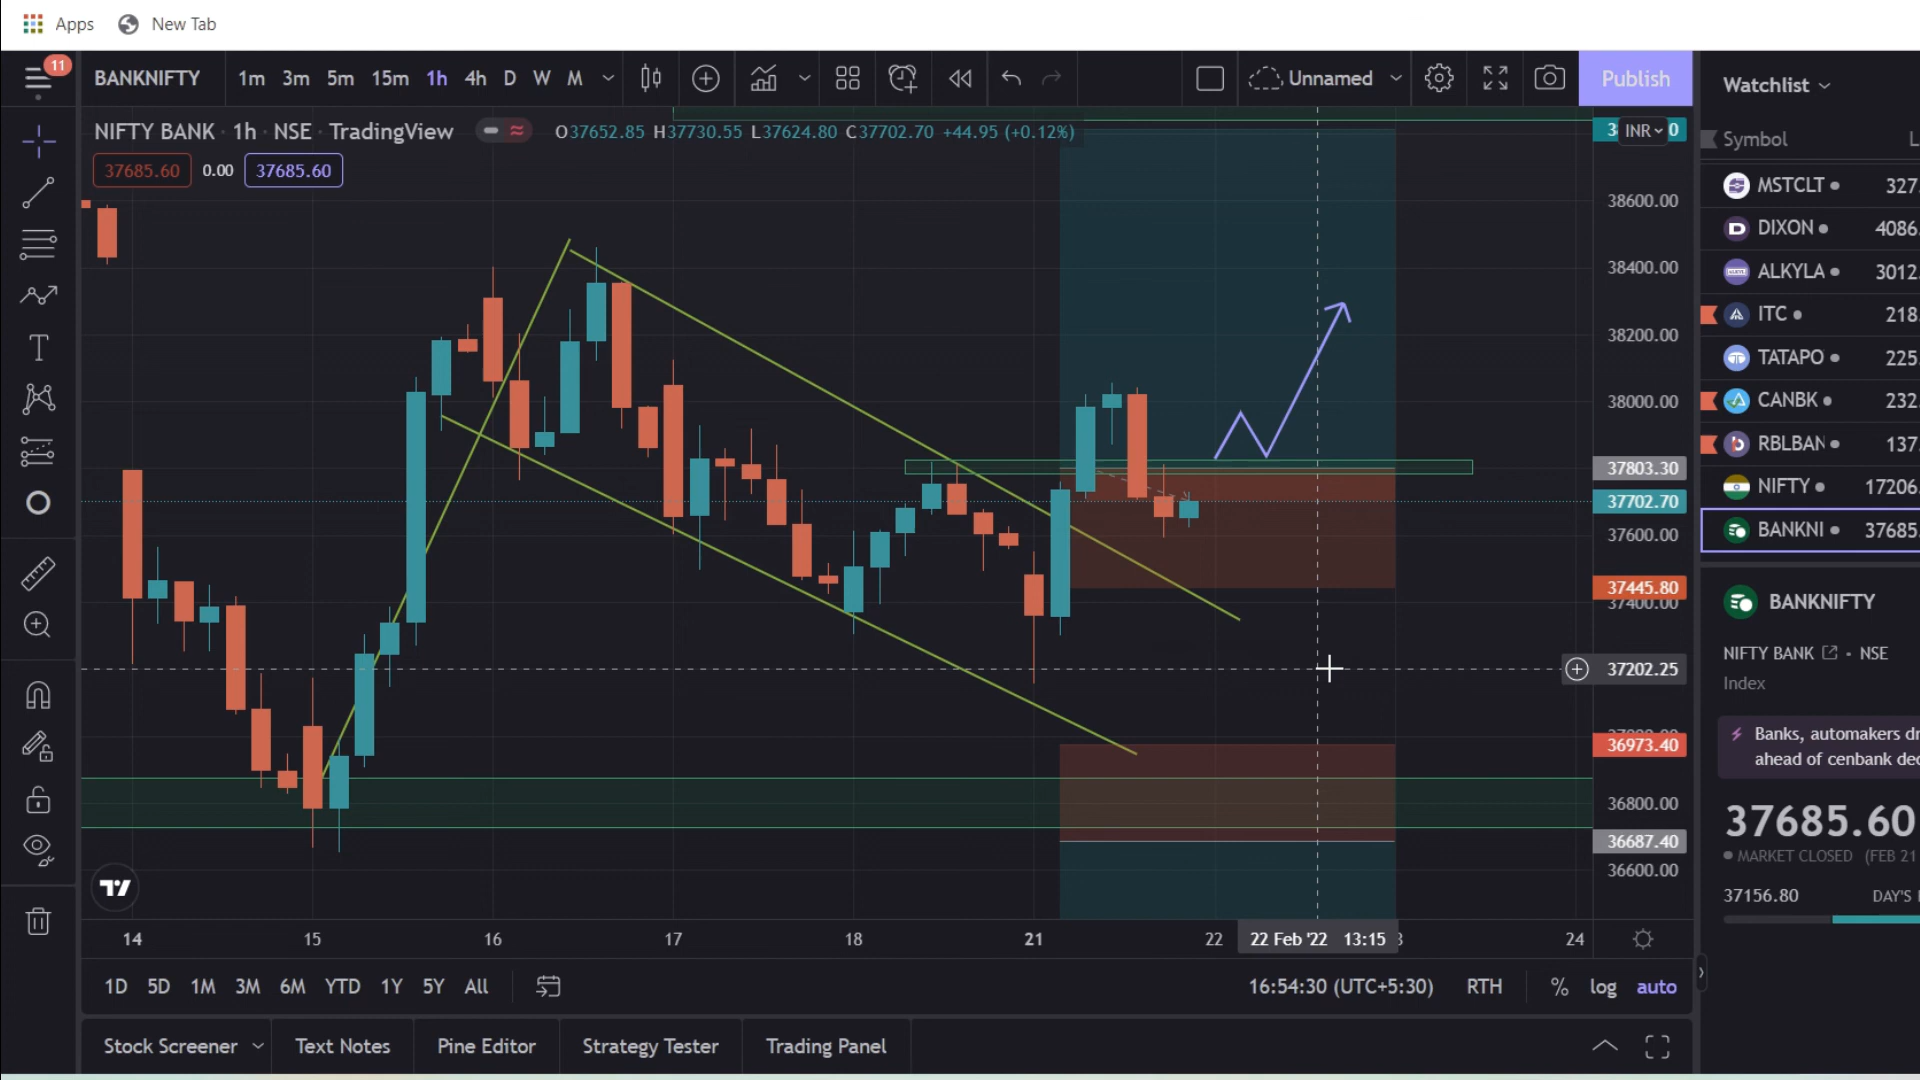 Apps New Tab
11
BANKNIFTY 1m 3m 5m 15m 1h 4h D W M Unnamed Publish
NIFTY BANK · 1h · NSE TradingView O37652.85 H37730.55 L37624.80 C37702.70 +44.95 (+0.12%)
37685.60 0.00 37685.60
INR
38600.00
38400.00
38200.00
38000.00
37803.30
37702.70
37600.00
37445.80
37400.00
37202.25
36973.40
36800.00
36687.40
36600.00
14 15 16 17 18 21 22 22 Feb '22 13:15 24
1D 5D 1M 3M 6M YTD 1Y 5Y All 16:54:30 (UTC+5:30) RTH % log auto
Stock Screener Text Notes Pine Editor Strategy Tester Trading Panel
Watchlist
Symbol L
MSTCLT 327.
DIXON 4086.
ALKYLA 3012.
ITC 218.
TATAPO 225.
CANBK 232.
RBLBAN 137.
NIFTY 17206.
BANKNI 37685.
BANKNIFTY
NIFTY BANK · NSE
Index
Banks, automakers dr
ahead of cenbank dec
37685.60
MARKET CLOSED (FEB 21
37156.80 DAY'S